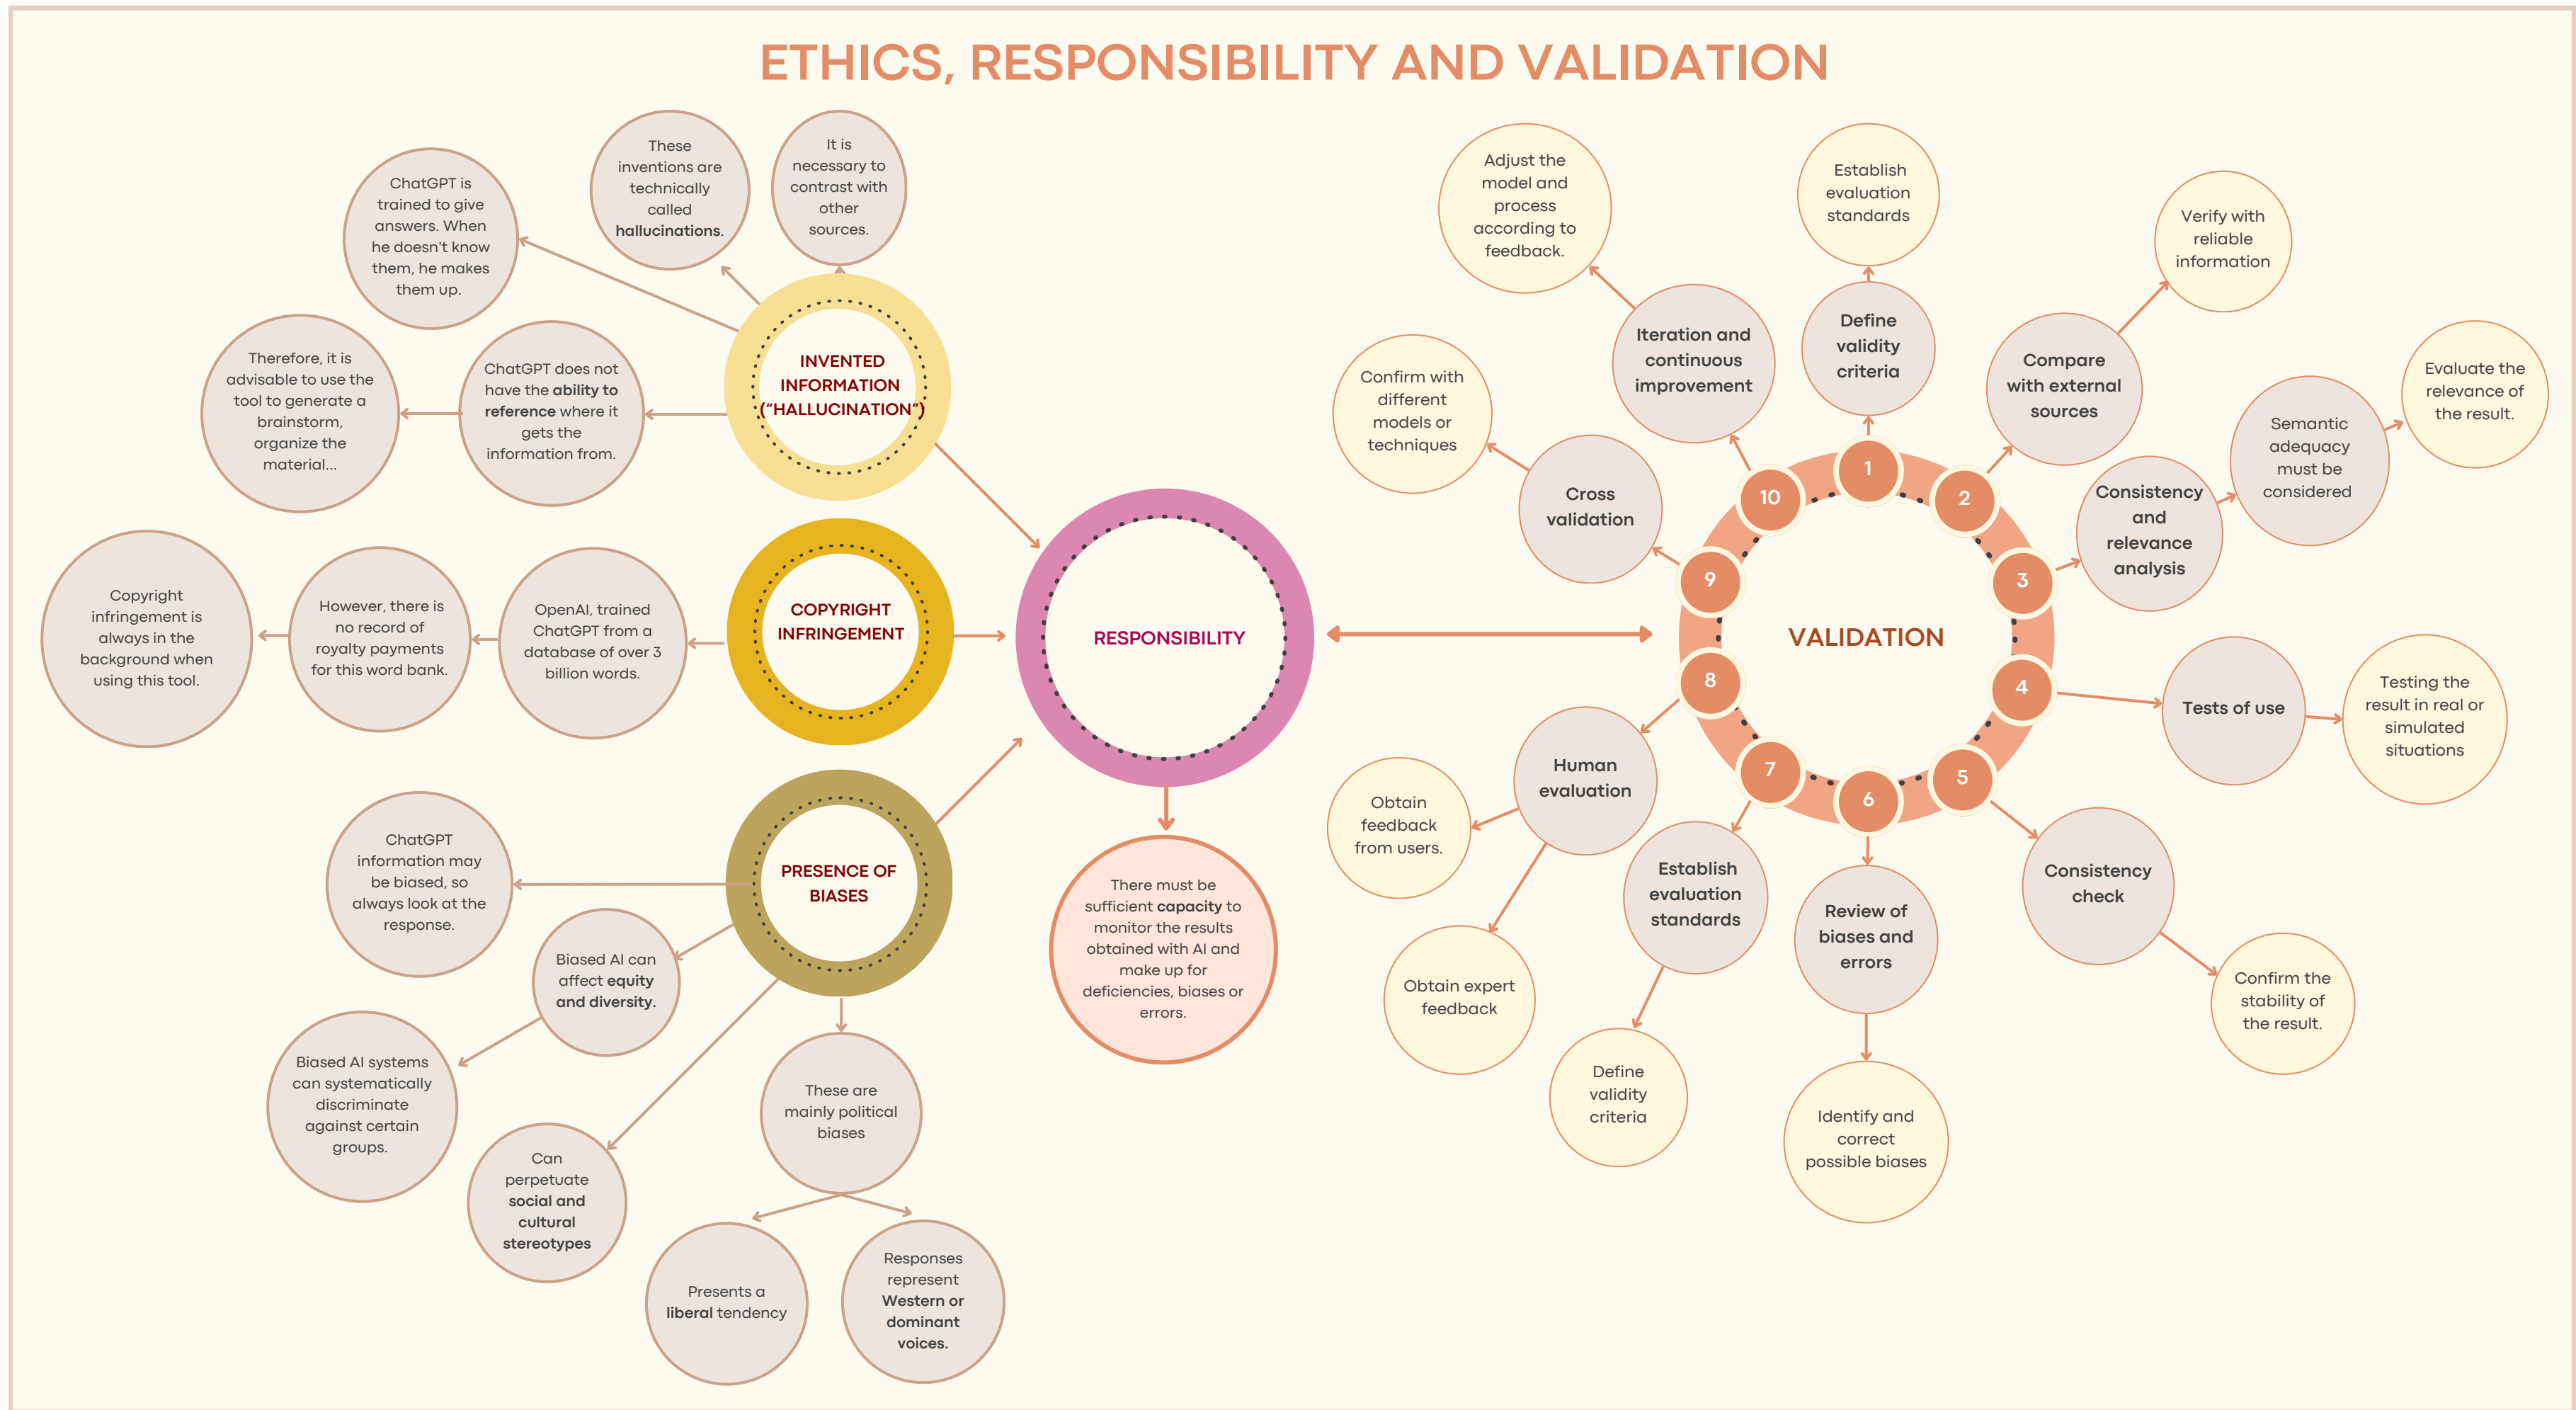 ETHICS, RESPONSIBILITY AND VALIDATION
These
inventions are
technically
called
hallucinations.
It is
necessary to
contrast with
other
sources.
ChatGPT is
trained to give
answers. When
he doesn't know
them, he makes
them up.
Therefore, it is
advisable to use the
tool to generate a
brainstorm,
organize the
material...
ChatGPT does not
have the ability to
reference where it
gets the
information from.
INVENTED
INFORMATION
("HALLUCINATION")
Copyright
infringement is
always in the
background when
using this tool.
However, there is
no record of
royalty payments
for this word bank.
OpenAI, trained
ChatGPT from a
database of over 3
billion words.
COPYRIGHT
INFRINGEMENT
ChatGPT
information may
be biased, so
always look at the
response.
PRESENCE OF
BIASES
Biased AI can
affect equity
and diversity.
Biased AI systems
can systematically
discriminate
against certain
groups.
Can
perpetuate
social and
cultural
stereotypes
These are
mainly political
biases
Presents a
liberal tendency
Responses
represent
Western or
dominant
voices.
RESPONSIBILITY
There must be
sufficient capacity to
monitor the results
obtained with AI and
make up for
deficiencies, biases or
errors.
VALIDATION
1
Define
validity
criteria
Establish
evaluation
standards
2
Compare
with external
sources
Verify with
reliable
information
3
Consistency
and
relevance
analysis
Semantic
adequacy
must be
considered
Evaluate the
relevance of
the result.
4
Tests of use
Testing the
result in real or
simulated
situations
5
Consistency
check
Confirm the
stability of
the result.
6
Review of
biases and
errors
Identify and
correct
possible biases
7
Establish
evaluation
standards
Define
validity
criteria
8
Human
evaluation
Obtain
feedback
from users.
Obtain expert
feedback
9
Cross
validation
Confirm with
different
models or
techniques
10
Iteration and
continuous
improvement
Adjust the
model and
process
according to
feedback.